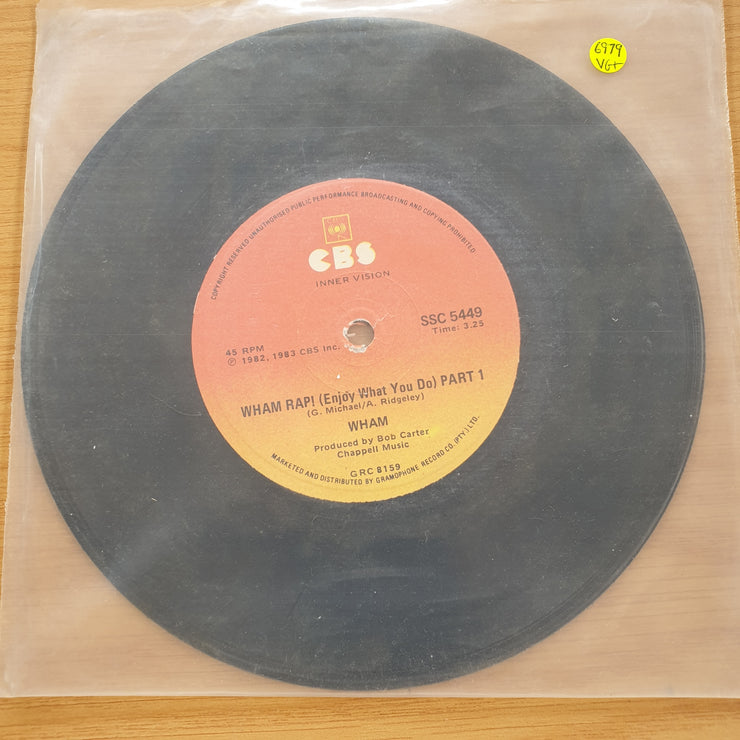 6979
VG+
COPYRIGHT RESERVED UNAUTHORISED PUBLIC PERFORMANCE BROADCASTING AND COPYING PROHIBITED
CBS
INNER VISION
SSC 5449
Time: 3.25
45 RPM
℗ 1982, 1983 CBS Inc.
WHAM RAP! (Enjoy What You Do) PART 1
(G. Michael/A. Ridgeley)
WHAM
Produced by Bob Carter
Chappell Music
GRC 8159
MARKETED AND DISTRIBUTED BY GRAMOPHONE RECORD CO. (PTY) LTD.